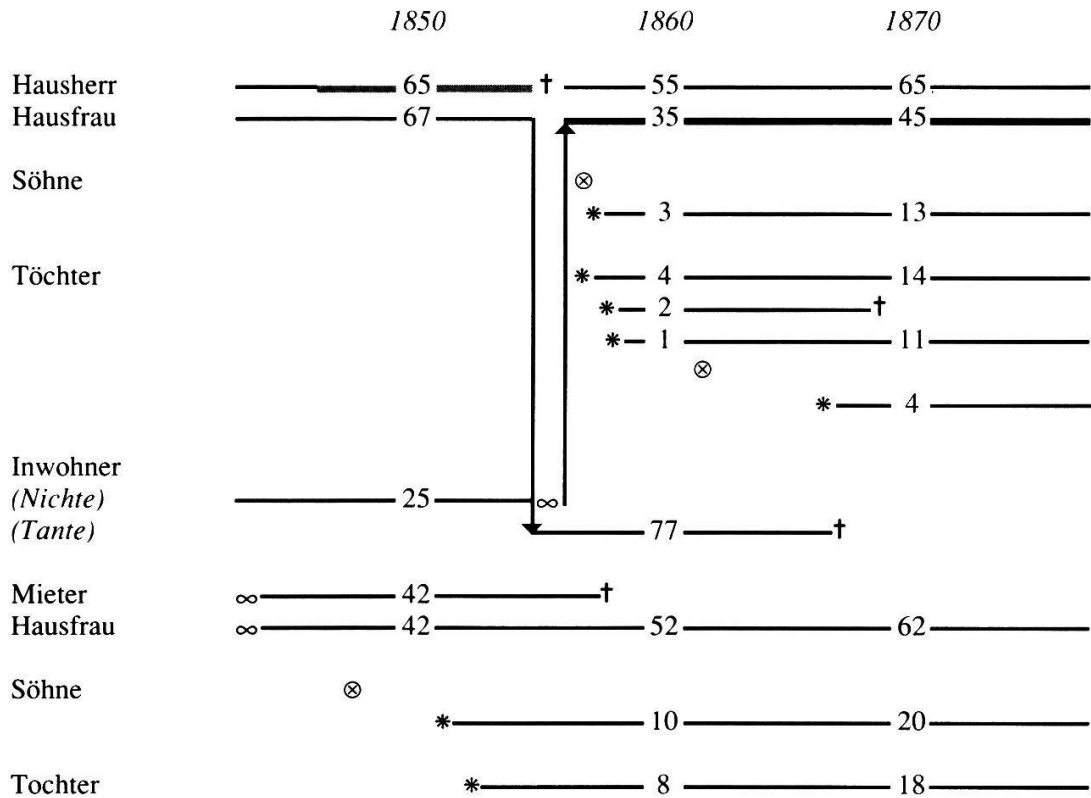 1850 1860 1870
Hausherr 65 † 55 65
Hausfrau 67 35 45
Söhne ⊗
* 3 13
Töchter * 4 14
* 2 †
* 1 11
⊗
* 4
Inwohner
(Nichte) 25 ∞
(Tante) 77 †
Mieter ∞ 42 †
Hausfrau ∞ 42 52 62
Söhne ⊗
* 10 20
Tochter * 8 18